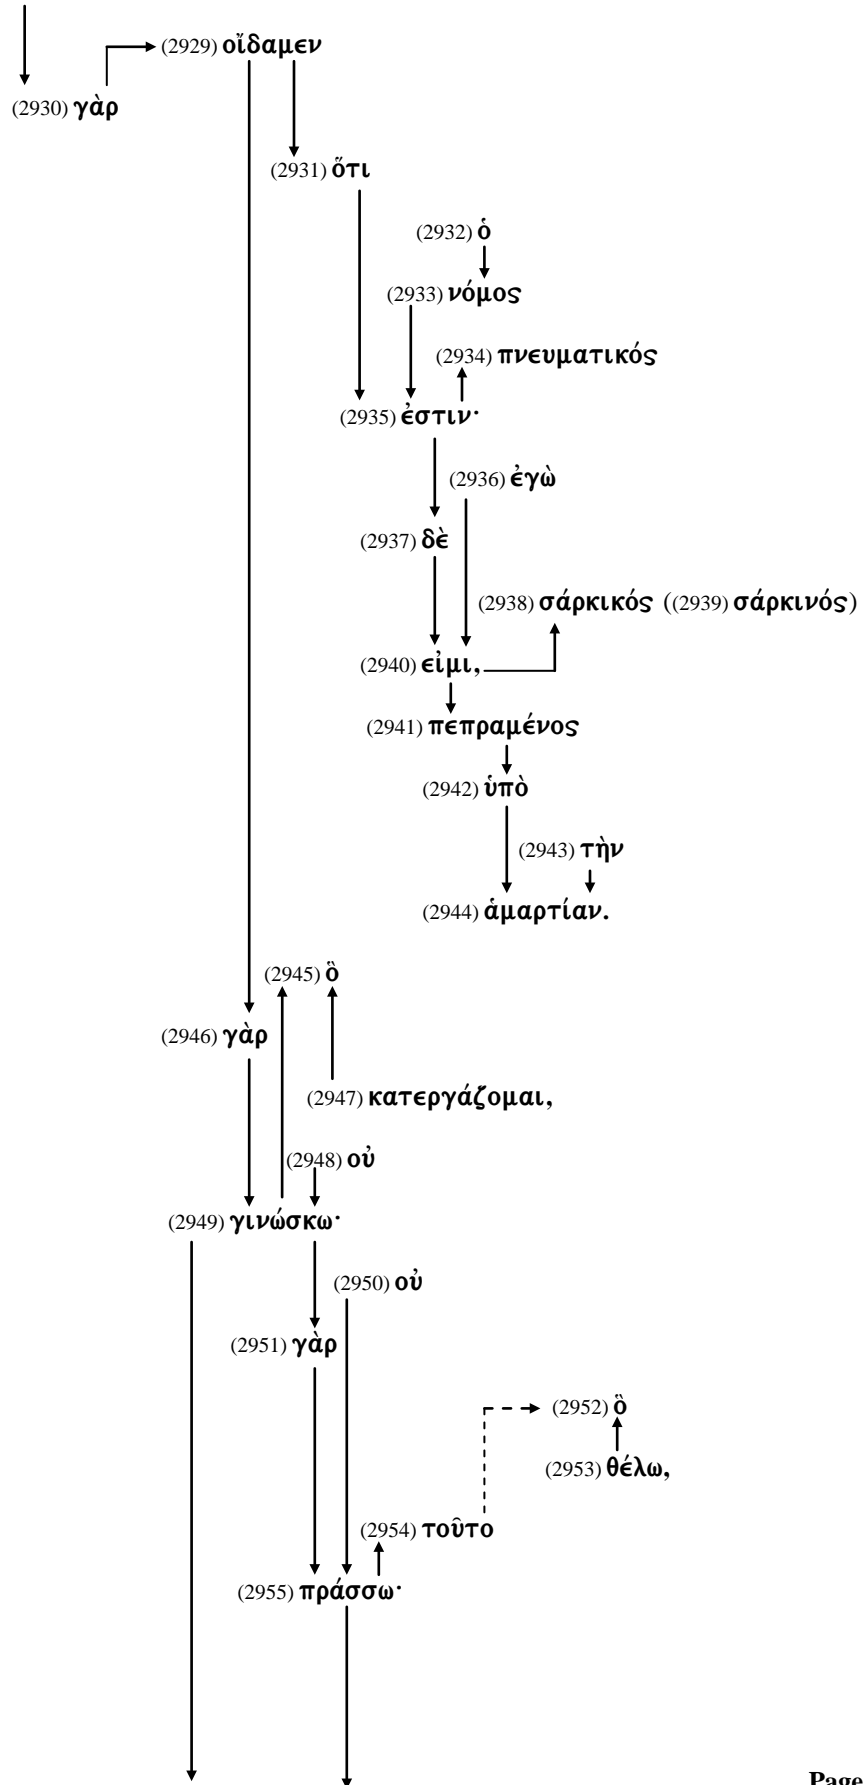 (2929) οἴδαμεν
(2930) γὰρ
(2931) ὅτι
(2932) ὁ
(2933) νόμος
(2934) πνευματικός
(2935) ἐστιν·
(2936) ἐγὼ
(2937) δὲ
(2938) σάρκικός ((2939) σάρκινός)
(2940) εἰμι,
(2941) πεπραμένος
(2942) ὑπὸ
(2943) τὴν
(2944) ἁμαρτίαν.
(2945) ὃ
(2946) γὰρ
(2947) κατεργάζομαι,
(2948) οὐ
(2949) γινώσκω·
(2950) οὐ
(2951) γὰρ
(2952) ὃ
(2953) θέλω,
(2954) τοῦτο
(2955) πράσσω·
Page